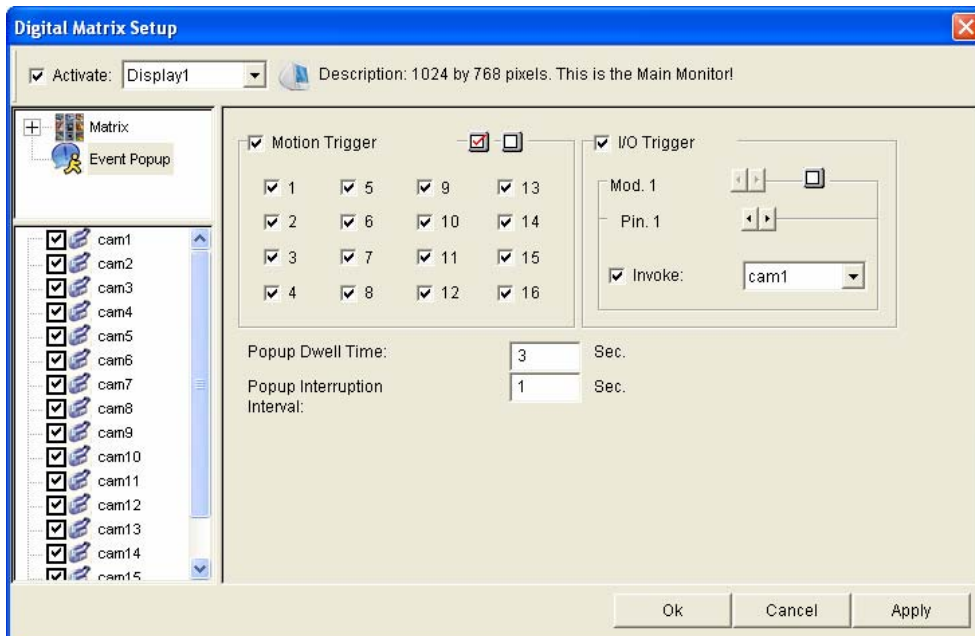 Digital Matrix Setup
Activate: Display1 Description: 1024 by 768 pixels. This is the Main Monitor!
Matrix
Event Popup
cam1
cam2
cam3
cam4
cam5
cam6
cam7
cam8
cam9
cam10
cam11
cam12
cam13
cam14
cam15
Motion Trigger
1 5 9 13
2 6 10 14
3 7 11 15
4 8 12 16
I/O Trigger
Mod. 1
Pin. 1
Invoke: cam1
Popup Dwell Time: 3 Sec.
Popup Interruption 1 Sec.
Interval:
Ok Cancel Apply